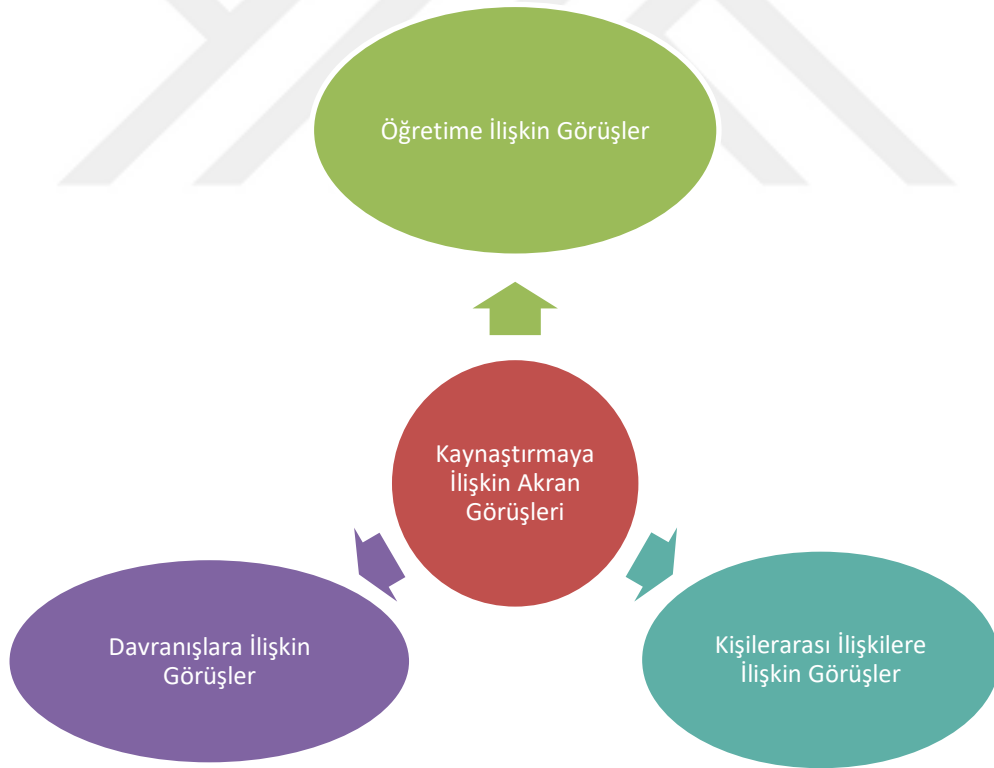 Öğretime İlişkin Görüşler
Kaynaştırmaya
İlişkin Akran
Görüşleri
Davranışlara İlişkin
Görüşler
Kişilerarası İlişkilere
İlişkin Görüşler